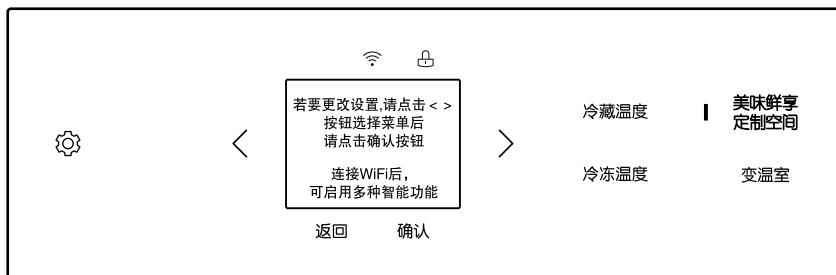 若要更改设置,请点击 < >
按钮选择菜单后
请点击确认按钮
连接WiFi后，
可启用多种智能功能
返回
确认
冷藏温度
冷冻温度
美味鲜享
定制空间
变温室